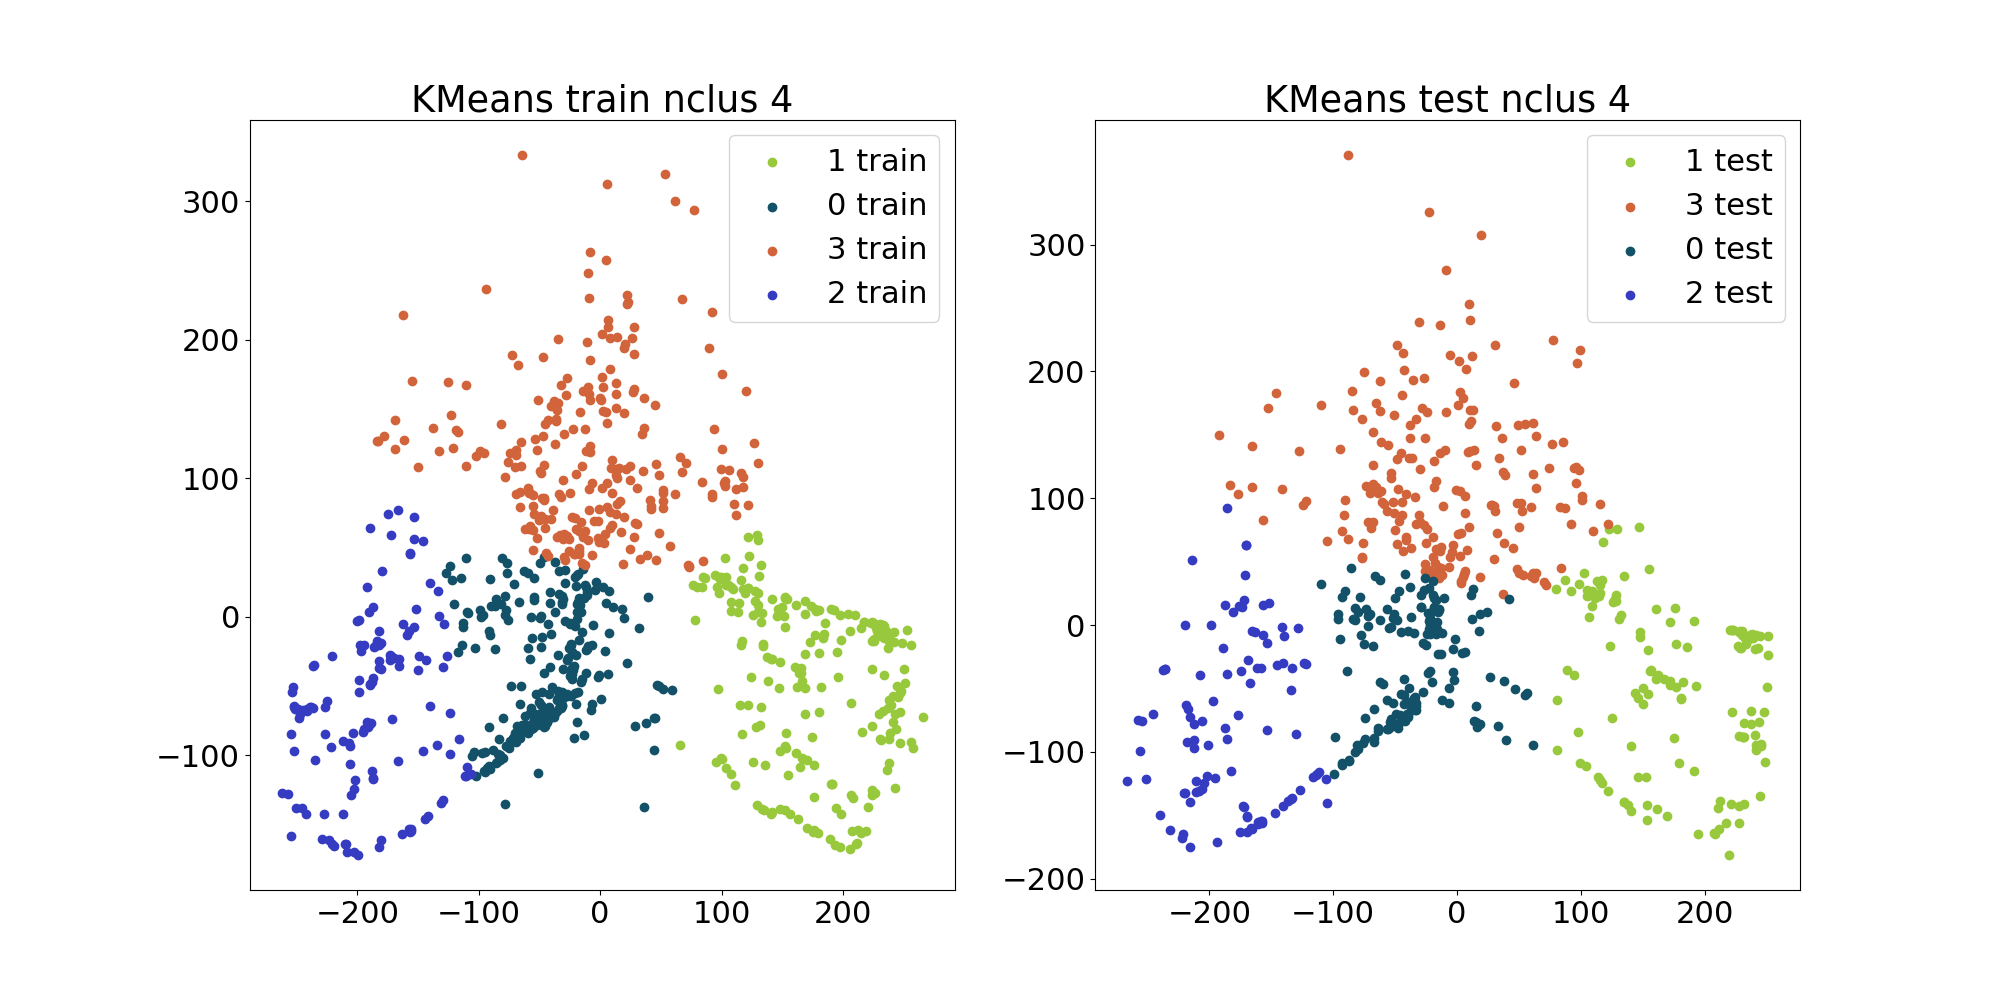 KMeans train nclus 4
1 train
0 train
3 train
2 train
300
200
100
0
−100
−200 −100 0 100 200
KMeans test nclus 4
1 test
3 test
0 test
2 test
300
200
100
0
−100
−200
−200 −100 0 100 200